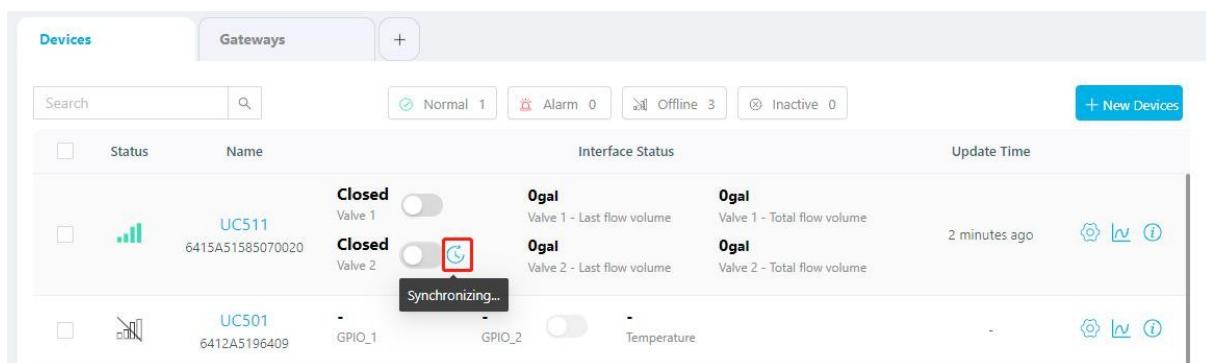 Devices
Gateways
+
Search
Normal 1
Alarm 0
Offline 3
Inactive 0
+ New Devices
Status
Name
Interface Status
Update Time
UC511
6415A51585070020
Closed
Valve 1
0gal
Valve 1 - Last flow volume
0gal
Valve 1 - Total flow volume
Closed
Valve 2
0gal
Valve 2 - Last flow volume
0gal
Valve 2 - Total flow volume
2 minutes ago
Synchronizing...
UC501
6412A5196409
-
GPIO_1
-
GPIO_2
-
Temperature
-